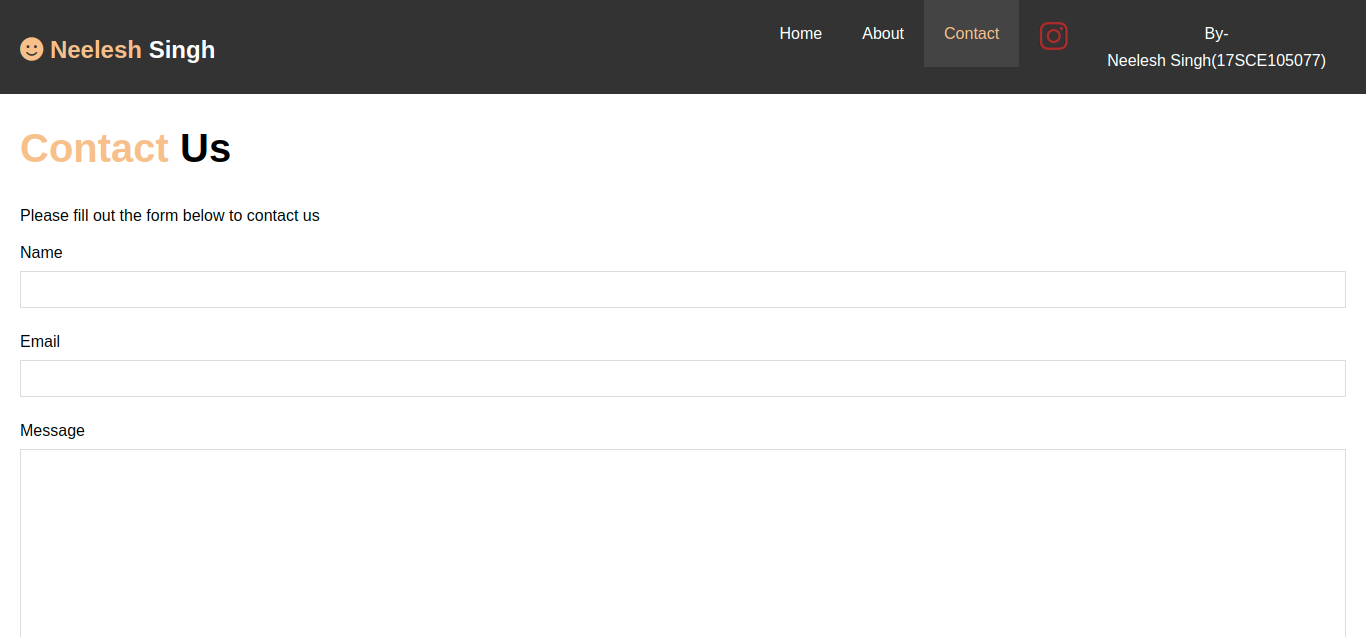 Neelesh Singh
Home
About
Contact
By-
Neelesh Singh(17SCE105077)
Contact Us
Please fill out the form below to contact us
Name
Email
Message